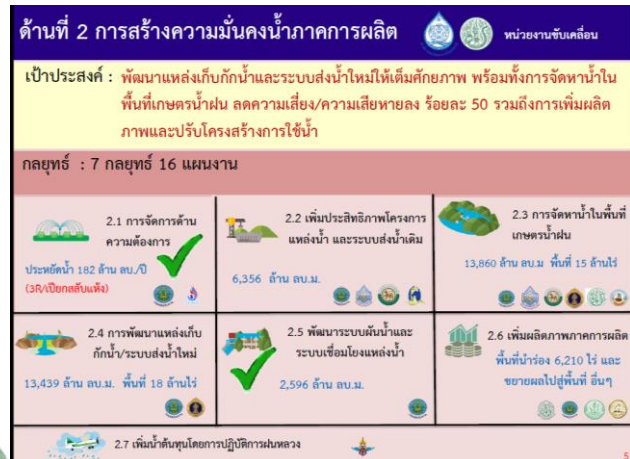 ด้านที่ 2 การสร้างความมั่นคงน้ำภาคการผลิต
หน่วยงานขับเคลื่อน
เป้าประสงค์ : พัฒนาแหล่งเก็บกักน้ำและระบบส่งน้ำใหม่ให้เต็มศักยภาพ พร้อมทั้งการจัดหาน้ำใน
พื้นที่เกษตรน้ำฝน ลดความเสี่ยง/ความเสียหายลง ร้อยละ 50 รวมถึงการเพิ่มผลิต
ภาพและปรับโครงสร้างการใช้น้ำ
กลยุทธ์ : 7 กลยุทธ์ 16 แผนงาน
2.1 การจัดการด้าน
ความต้องการ
ประหยัดน้ำ 182 ล้าน ลบ./ปี
(3R/เปียกสลับแห้ง)
2.2 เพิ่มประสิทธิภาพโครงการ
แหล่งน้ำ และระบบส่งน้ำเดิม
6,356 ล้าน ลบ.ม.
2.3 การจัดหาน้ำในพื้นที่
เกษตรน้ำฝน
13,860 ล้าน ลบ.ม พื้นที่ 15 ล้านไร่
2.4 การพัฒนาแหล่งเก็บ
กักน้ำ/ระบบส่งน้ำใหม่
13,439 ล้าน ลบ.ม. พื้นที่ 18 ล้านไร่
2.5 พัฒนาระบบผันน้ำและ
ระบบเชื่อมโยงแหล่งน้ำ
2,596 ล้าน ลบ.ม.
2.6 เพิ่มผลิตภาพภาคการผลิต
พื้นที่นำร่อง 6,210 ไร่ และ
ขยายผลไปสู่พื้นที่ อื่นๆ
2.7 เพิ่มน้ำต้นทุนโดยการปฏิบัติการฝนหลวง
5